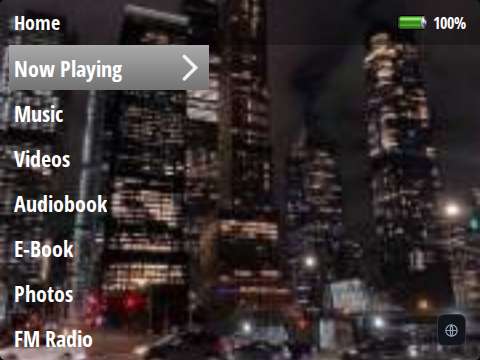 Home
100%
Now Playing
Music
Videos
Audiobook
E-Book
Photos
FM Radio